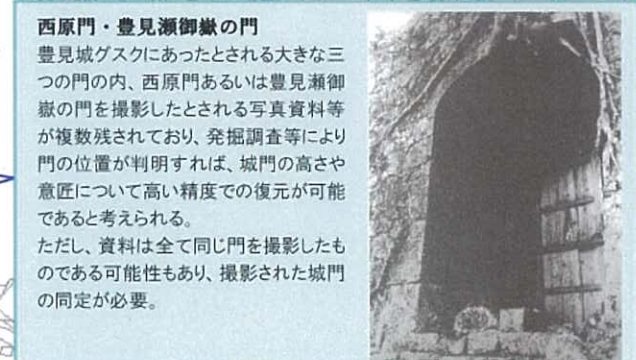 西原門・豊見瀬御嶽の門
豊見城グスクにあったとされる大きな三
つの門の内、西原門あるいは豊見瀬御
嶽の門を撮影したとされる写真資料等
が複数残されており、発掘調査等により
門の位置が判明すれば、城門の高さや
意匠について高い精度での復元が可能
であると考えられる。
ただし、資料は全て同じ門を撮影したも
のである可能性もあり、撮影された城門
の同定が必要。